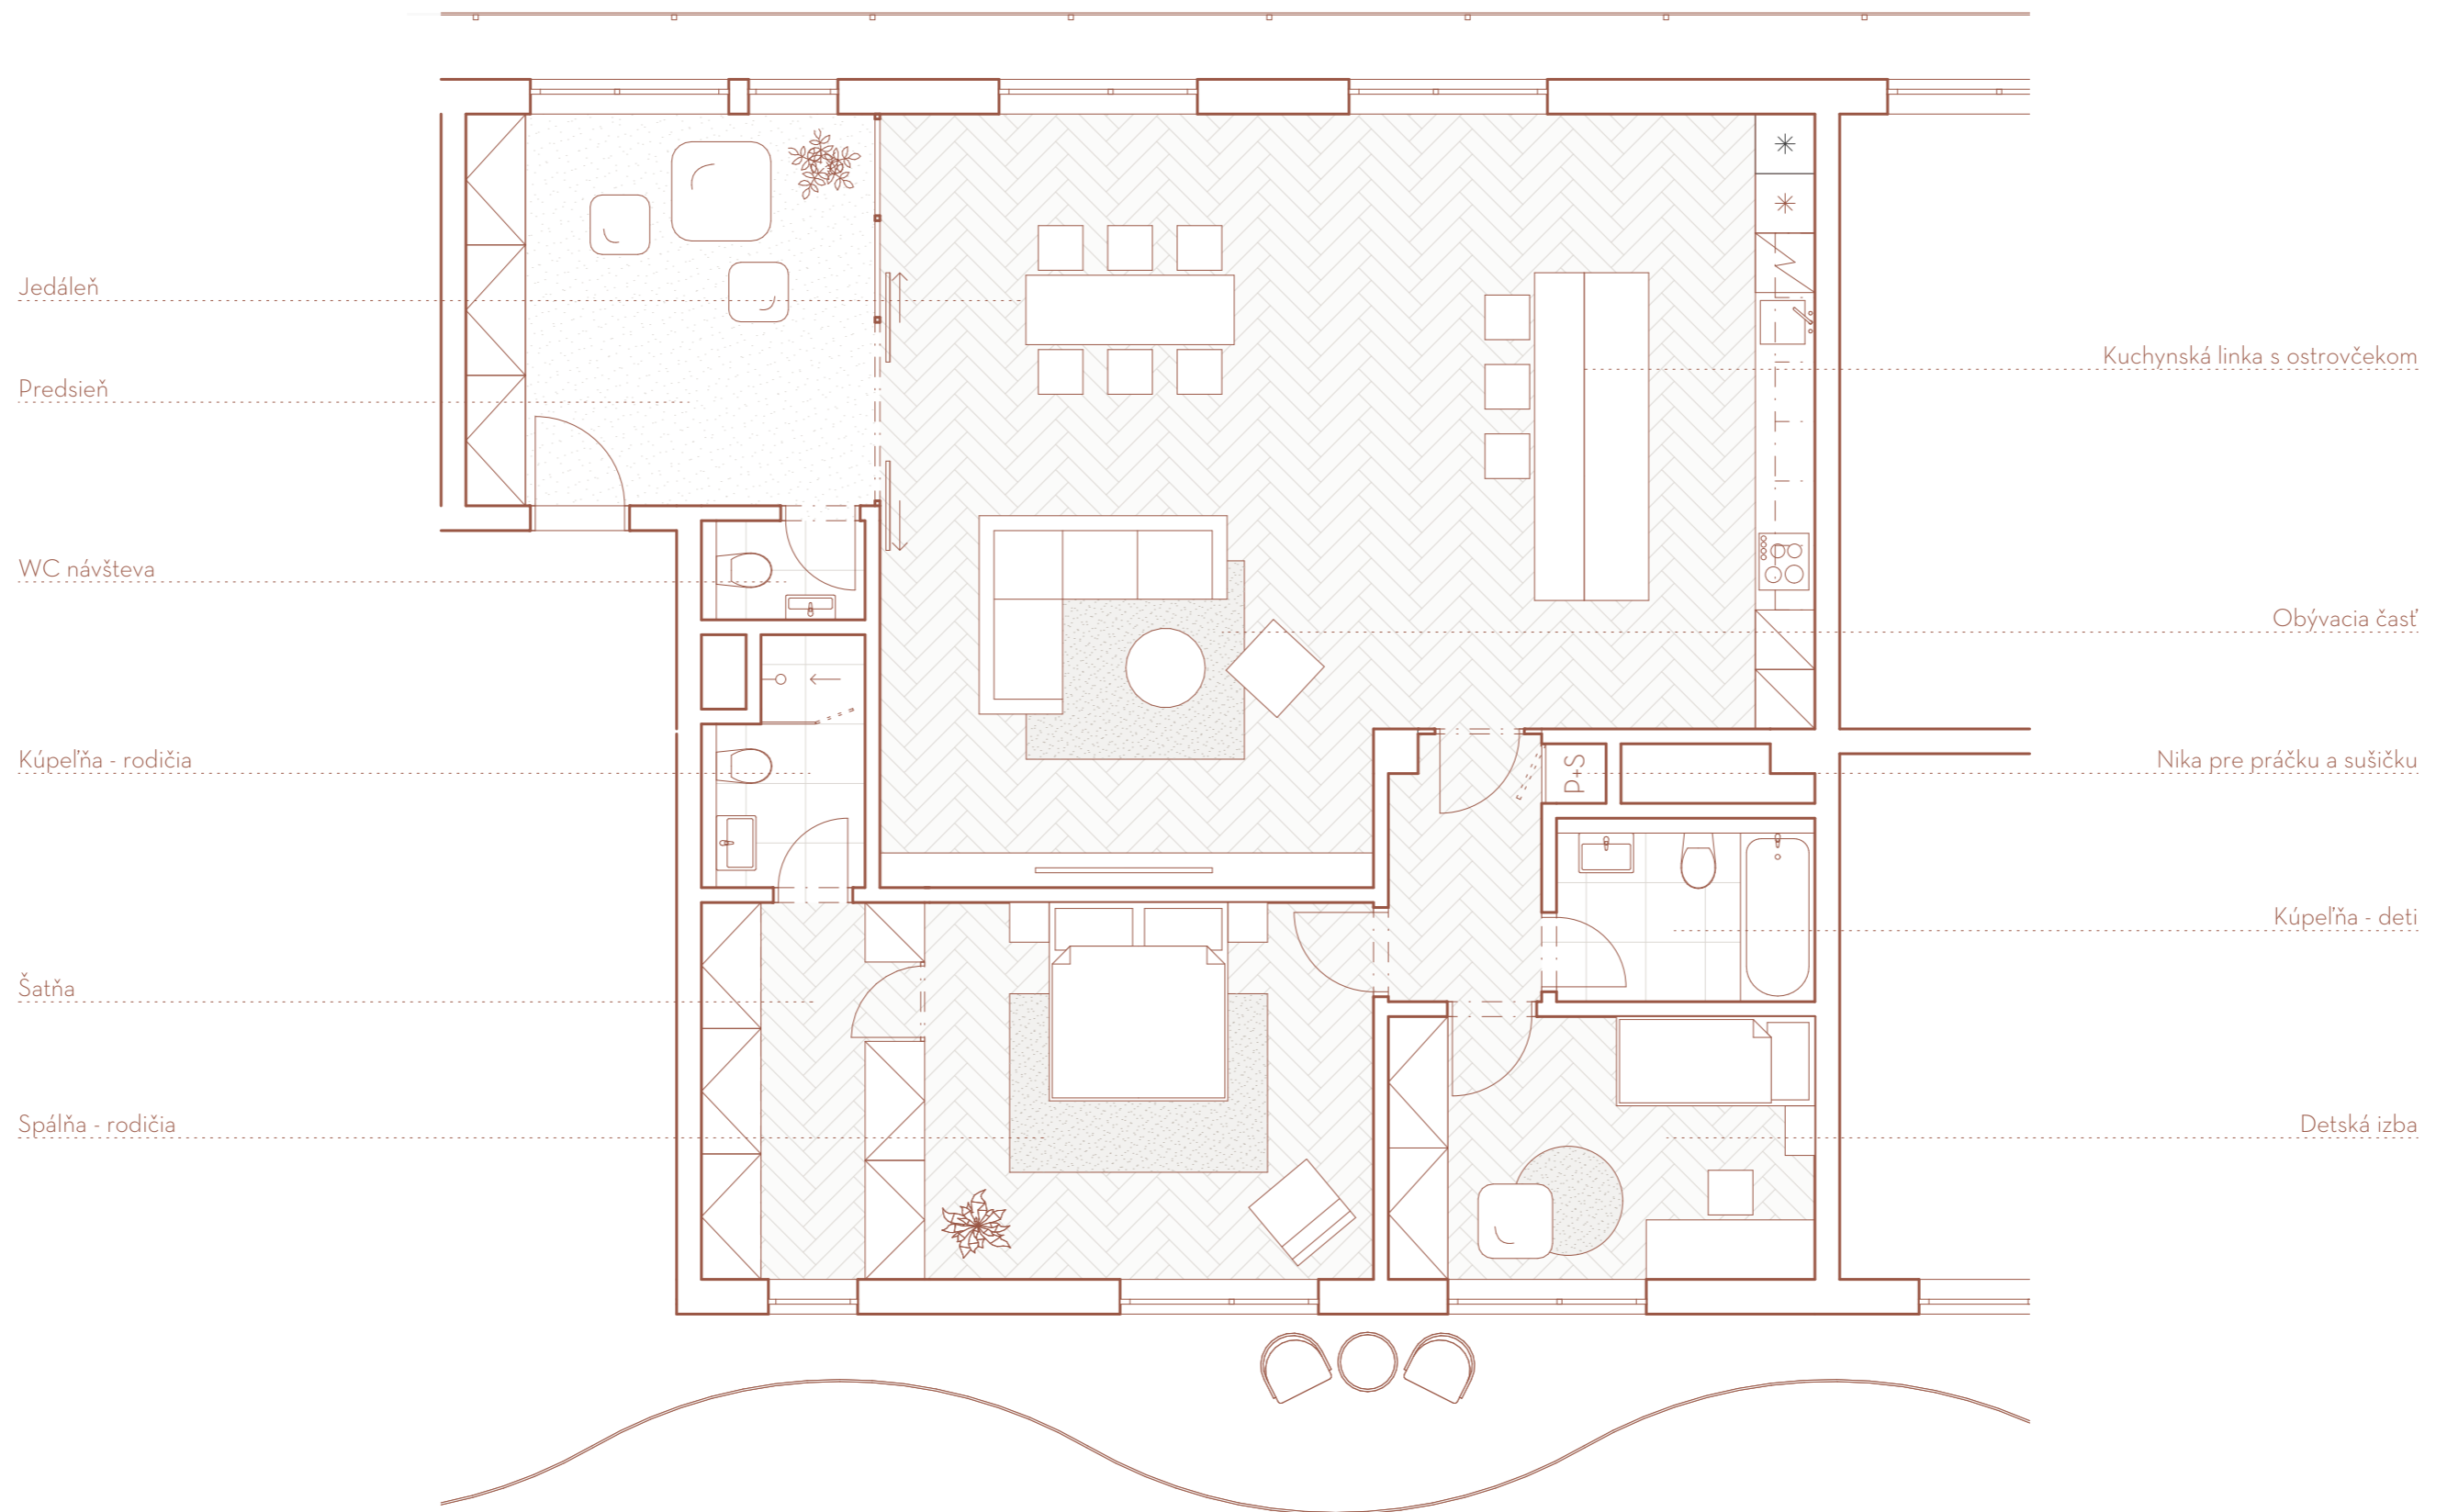 Jedáleň
Predsieň
WC návšteva
Kúpeľňa - rodičia
Šatňa
Spálňa - rodičia
Kuchynská linka s ostrovčekom
Obývacia časť
P+S
Nika pre práčku a sušičku
Kúpeľňa - deti
Detská izba